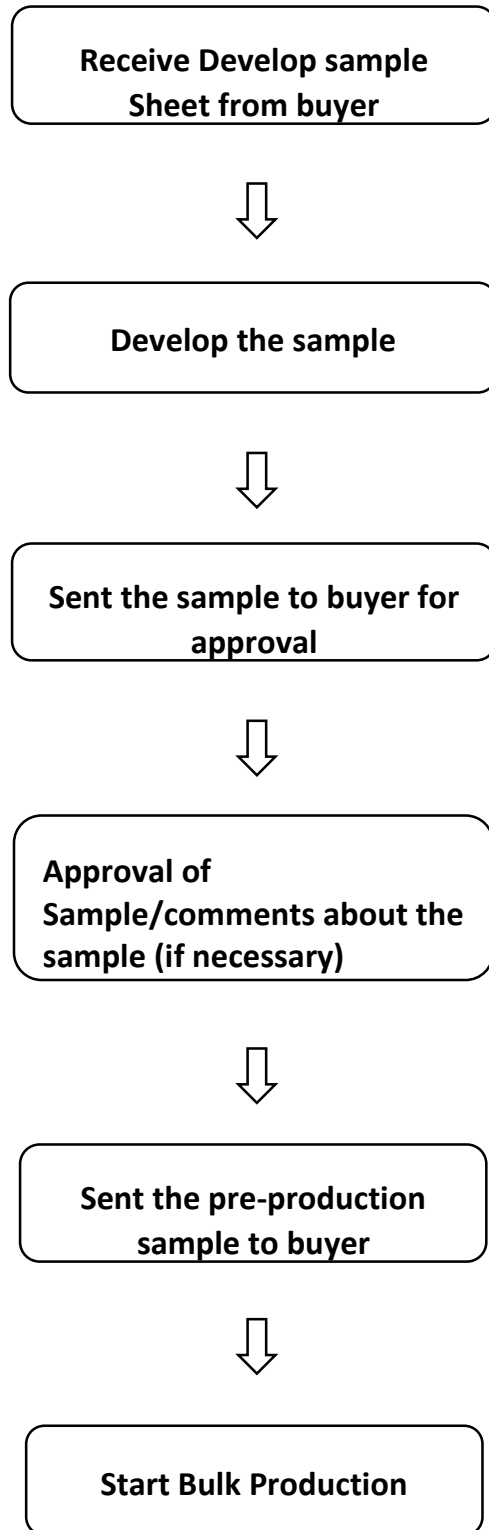 Receive Develop sample
Sheet from buyer
Develop the sample
Sent the sample to buyer for
approval
Approval of
Sample/comments about the
sample (if necessary)
Sent the pre-production
sample to buyer
Start Bulk Production